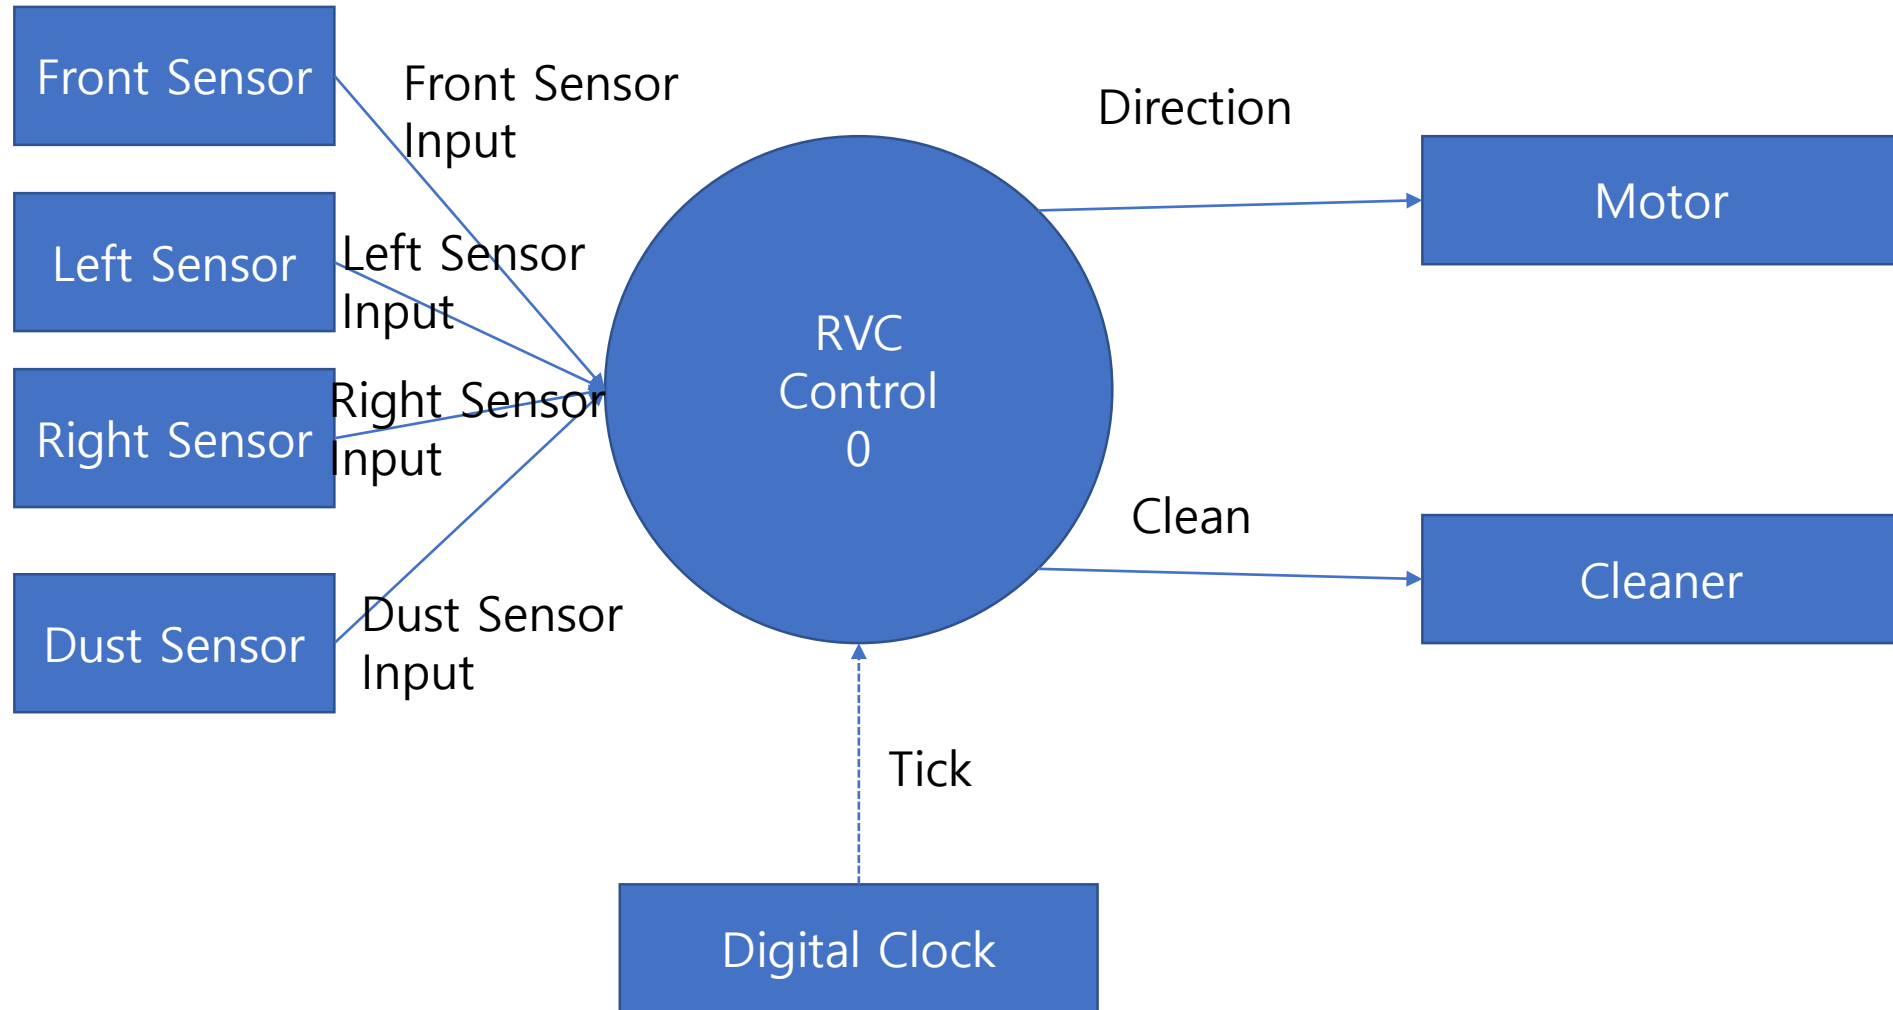 Front Sensor
Front Sensor
Input
Left Sensor
Left Sensor
Input
Right Sensor
Right Sensor
Input
Dust Sensor
Dust Sensor
Input
RVC
Control
0
Direction
Motor
Clean
Cleaner
Tick
Digital Clock